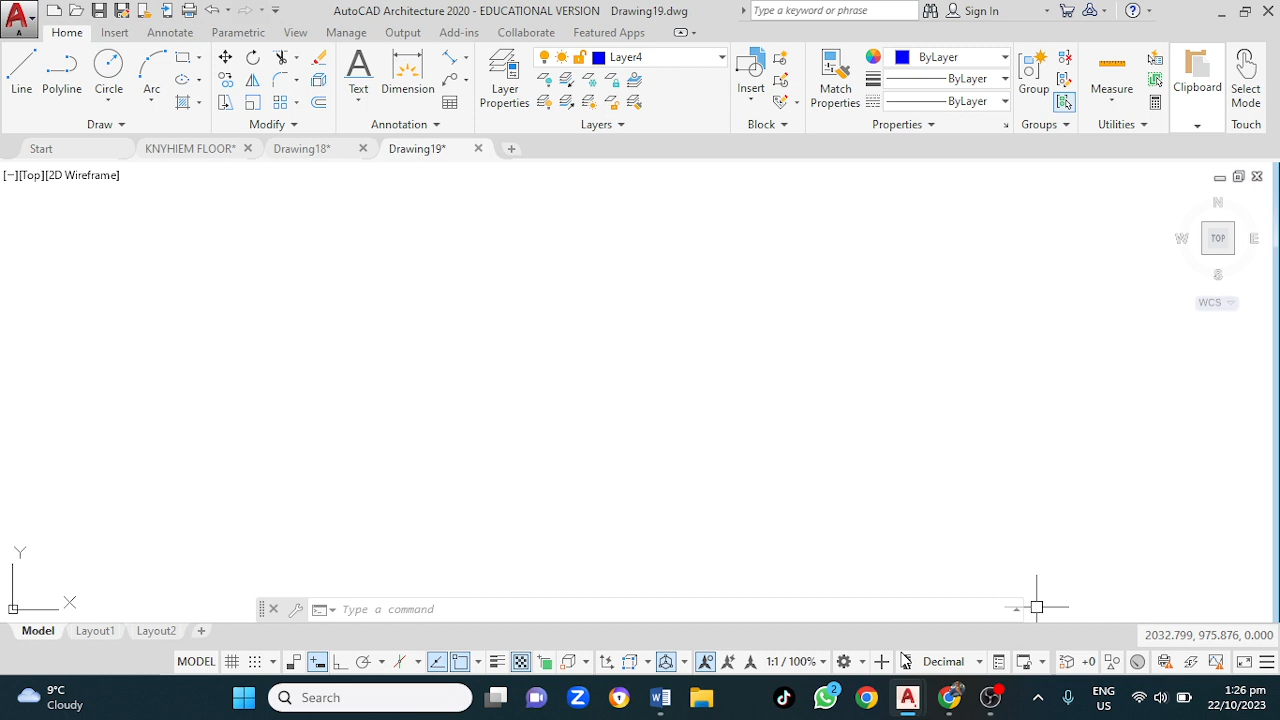 A AutoCAD Architecture 2020 - EDUCATIONAL VERSION Drawing19.dwg Type a keyword or phrase Sign In
Home Insert Annotate Parametric View Manage Output Add-ins Collaborate Featured Apps
Line Polyline Circle Arc A Text Dimension Layer Properties Layer4 Insert Match Properties ByLayer ByLayer ByLayer Group Measure Clipboard Select Mode
Draw Modify Annotation Layers Block Properties Groups Utilities Touch
Start KNYHIEM FLOOR* Drawing18* Drawing19*
[−][Top][2D Wireframe]
N
W TOP E
S
WCS
Y
X
Type a command
Model Layout1 Layout2
2032.799, 975.876, 0.000
MODEL 1:1 / 100% Decimal +0
9°C
Cloudy
Search
2
ENG
US
22/10/2023